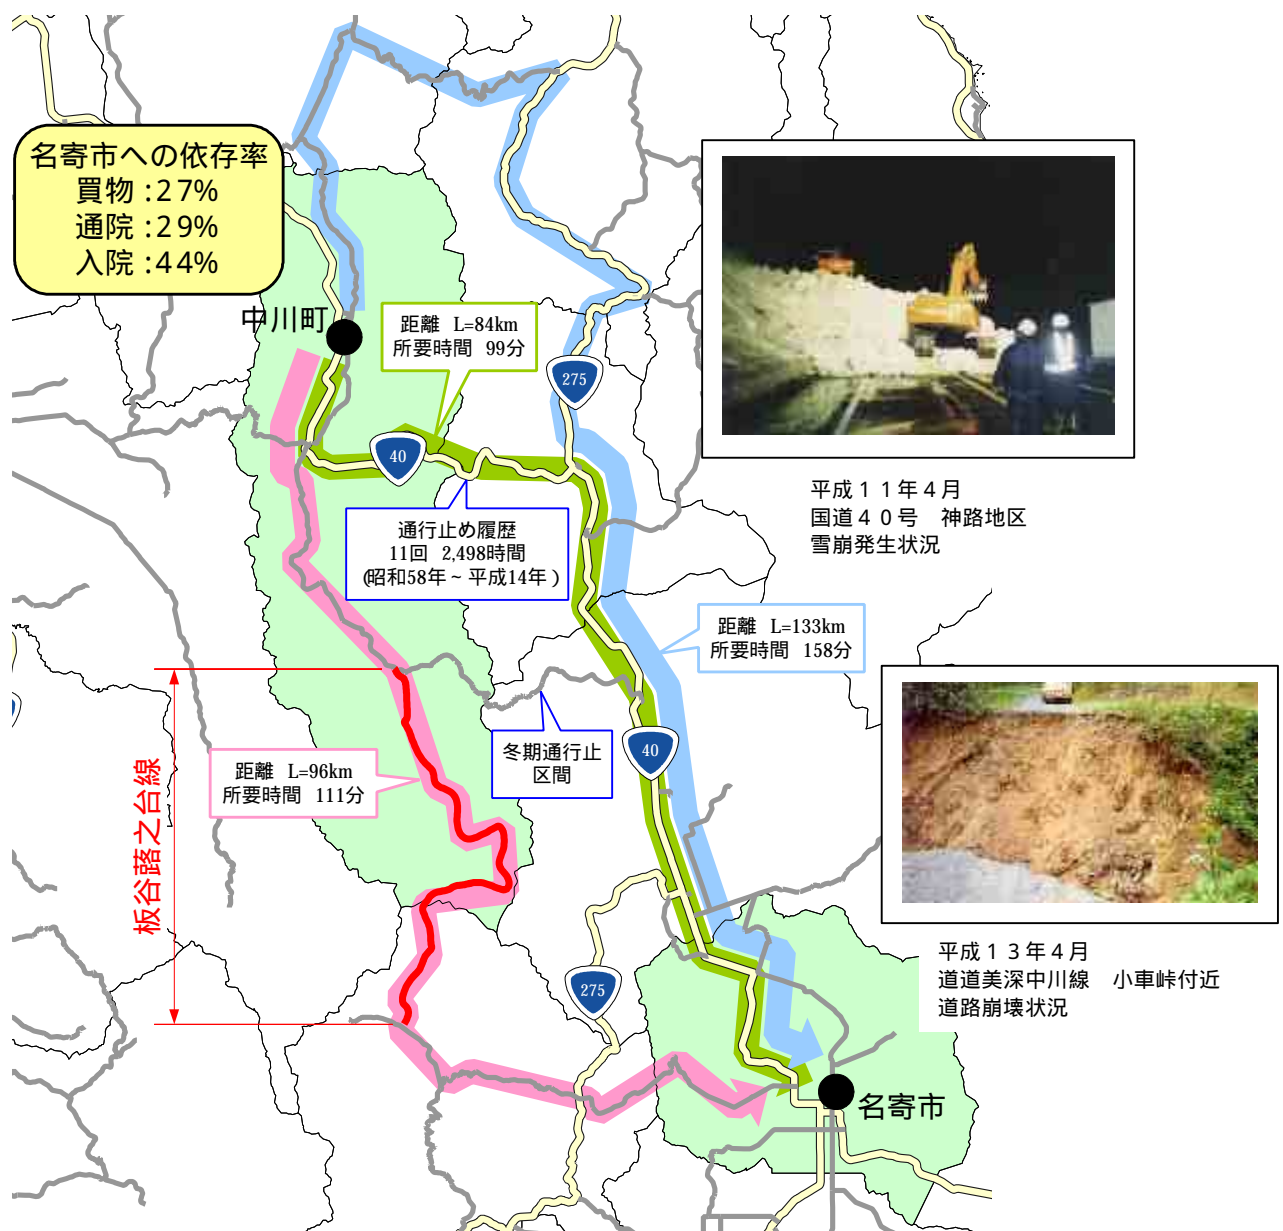 名寄市への依存率
買物:27%
通院:29%
入院:44%
中川町
距離 L=84km
所要時間 99分
275
40
通行止め履歴
11回 2,498時間
(昭和58年~平成14年)
平成11年4月
国道40号 神路地区
雪崩発生状況
距離 L=133km
所要時間 158分
冬期通行止
区間
40
距離 L=96km
所要時間 111分
板谷蕗之台線
275
平成13年4月
道道美深中川線 小車峠付近
道路崩壊状況
名寄市